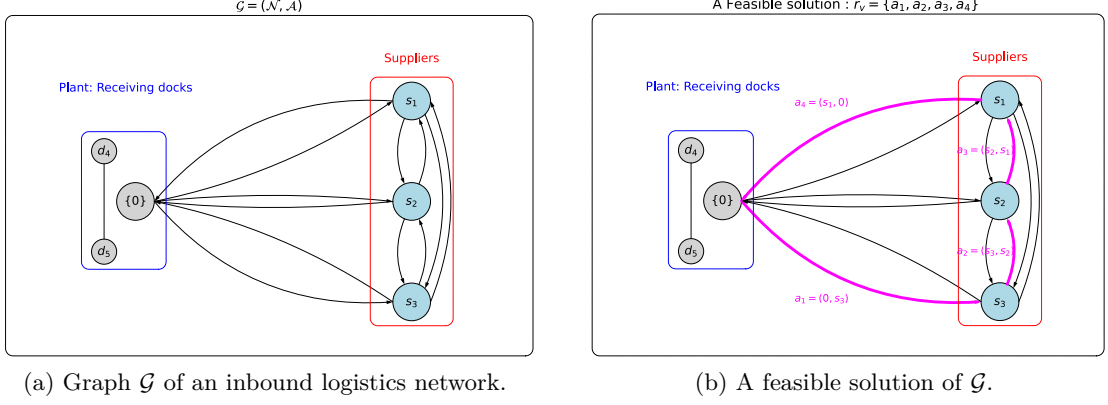 𝒢 = (𝒩, 𝒜)
Suppliers
Plant: Receiving docks
s₁
d₄
{0}
s₂
d₅
s₃
(a) Graph 𝒢 of an inbound logistics network.
A Feasible solution : rᵥ = {a₁, a₂, a₃, a₄}
Suppliers
Plant: Receiving docks
a₄ = (s₁, 0)
s₁
d₄
a₃ = (s₂, s₁)
{0}
s₂
d₅
a₂ = (s₃, s₂)
a₁ = (0, s₃)
s₃
(b) A feasible solution of 𝒢.